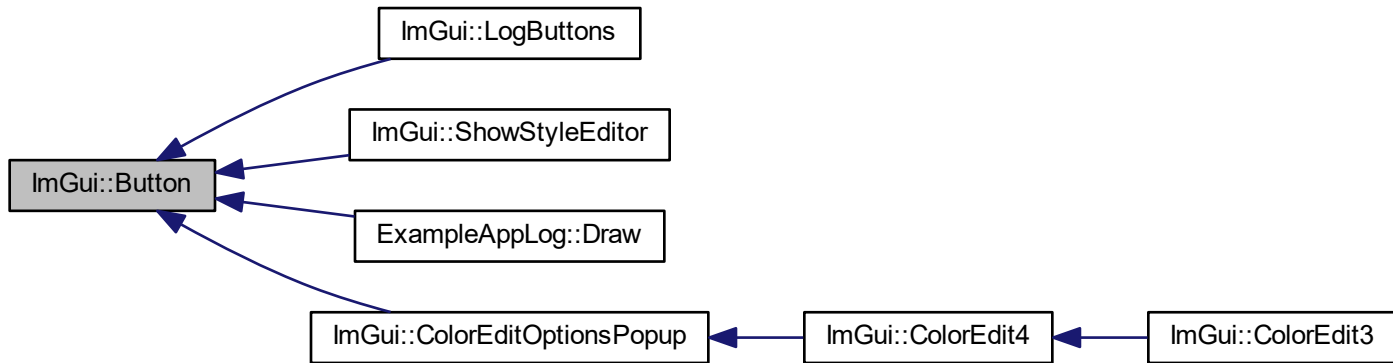 ImGui::LogButtons
ImGui::ShowStyleEditor
ImGui::Button
ExampleAppLog::Draw
ImGui::ColorEditOptionsPopup
ImGui::ColorEdit4
ImGui::ColorEdit3